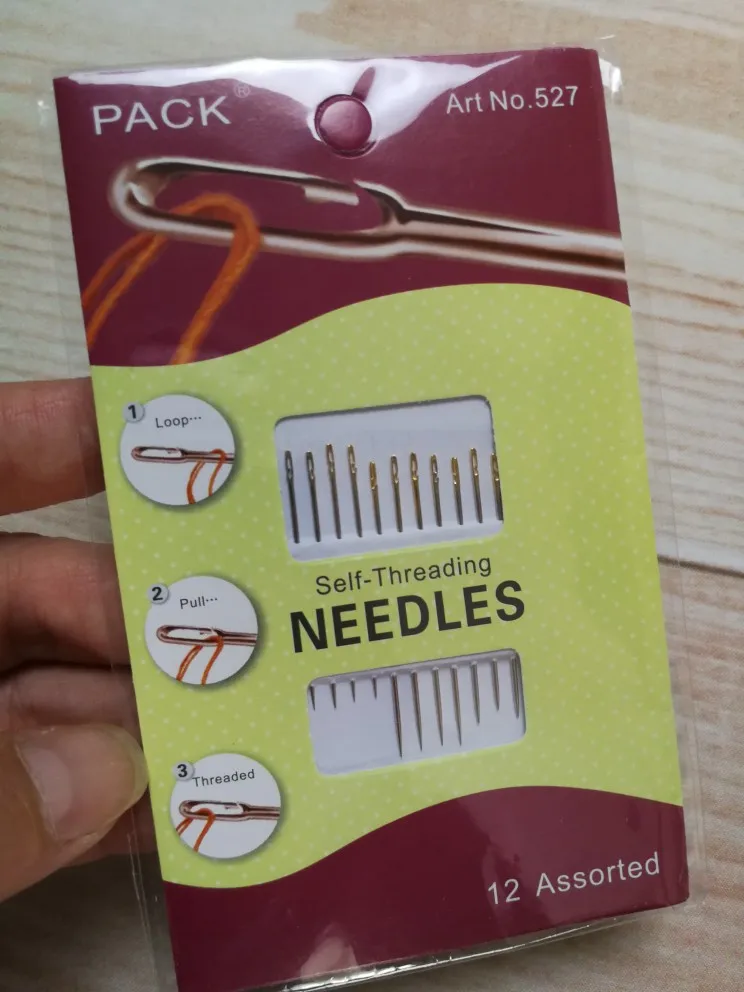 PACK®
Art No.527
1
Loop···
2
Pull···
3
Threaded
Self-Threading
NEEDLES
12 Assorted